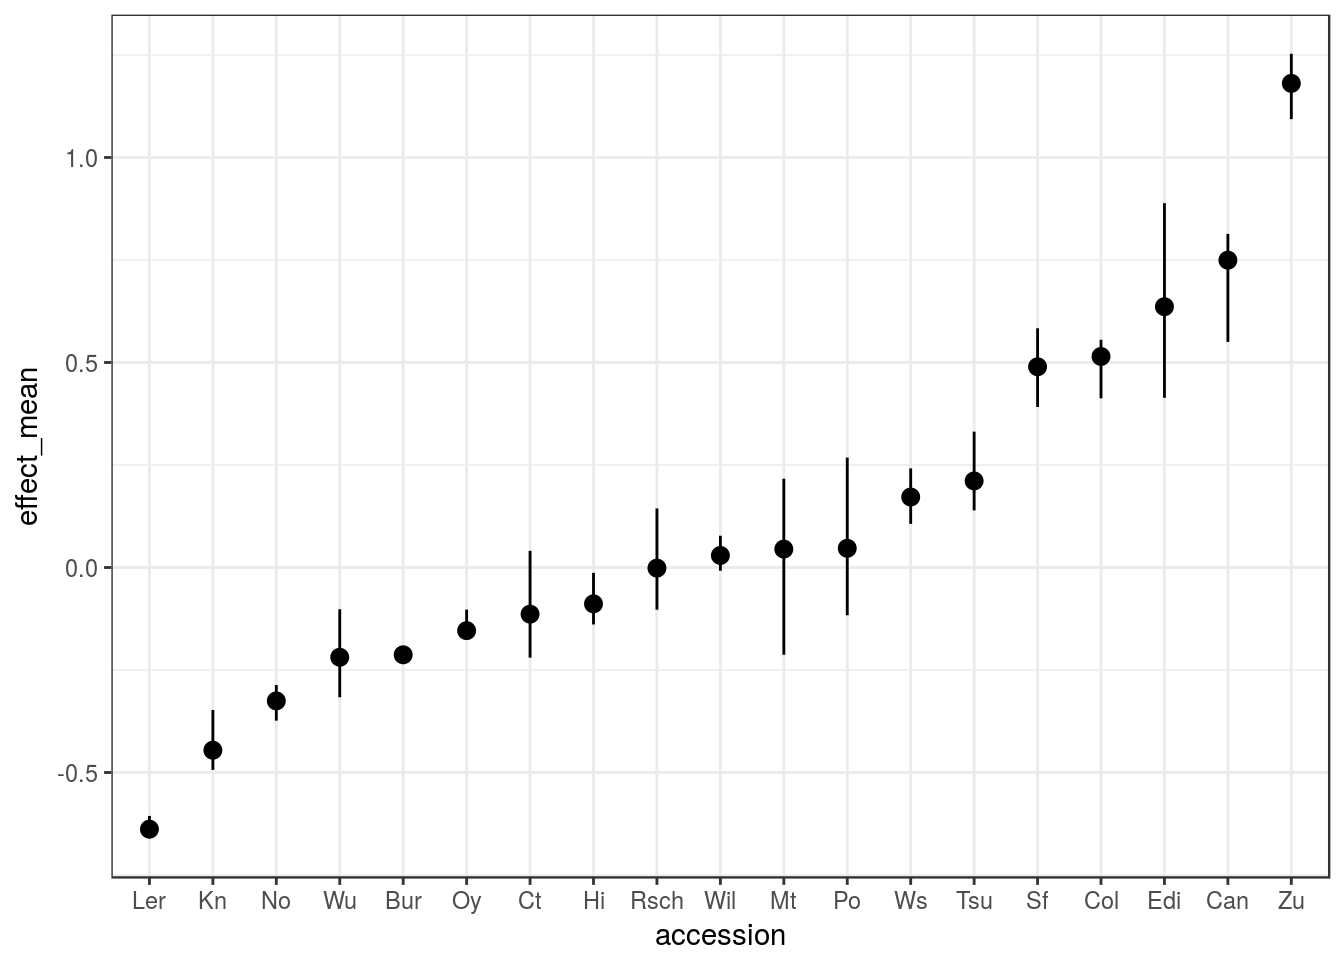 effect_mean
1.0
0.5
0.0
-0.5
Ler Kn No Wu Bur Oy Ct Hi Rsch Wil Mt Po Ws Tsu Sf Col Edi Can Zu
accession